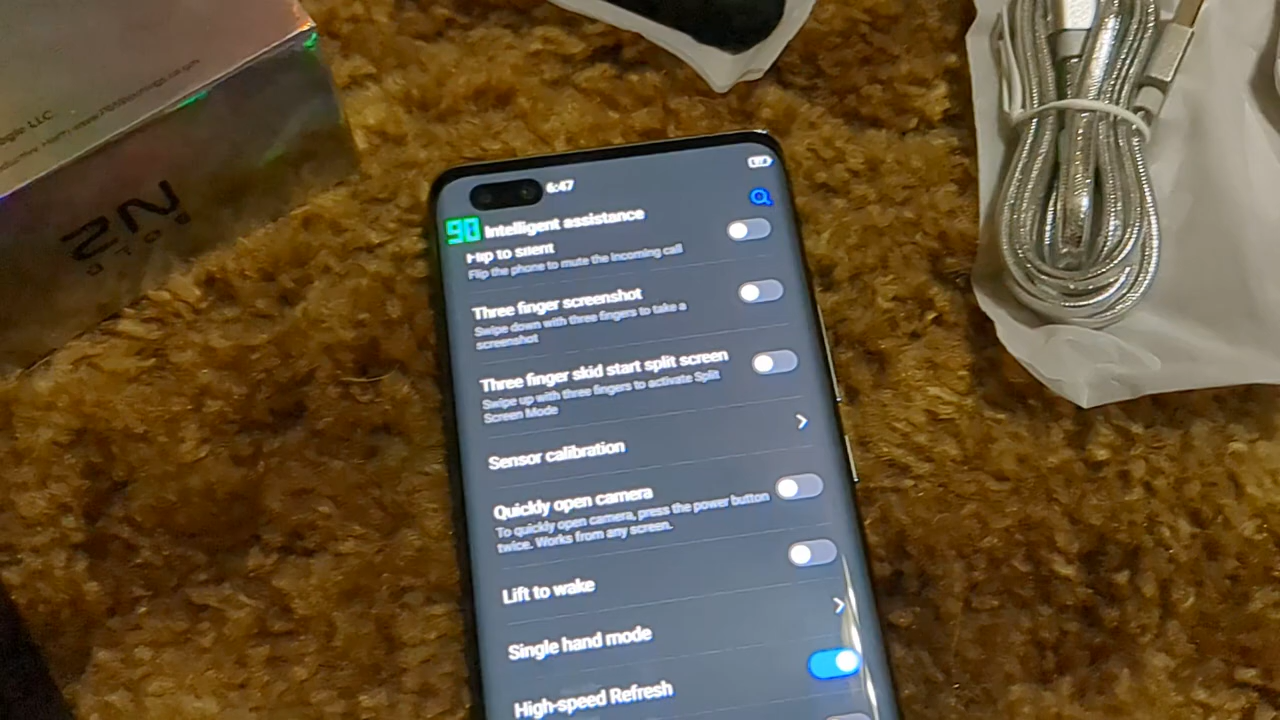 6:47
90
Intelligent assistance
Flip to silent
Flip the phone to mute the incoming call
Three finger screenshot
Swipe down with three fingers to take a
screenshot
Three finger skid start split screen
Swipe up with three fingers to activate Split
Screen Mode
Sensor calibration
Quickly open camera
To quickly open camera, press the power button
twice. Works from any screen.
Lift to wake
Single hand mode
High-speed Refresh
LLC